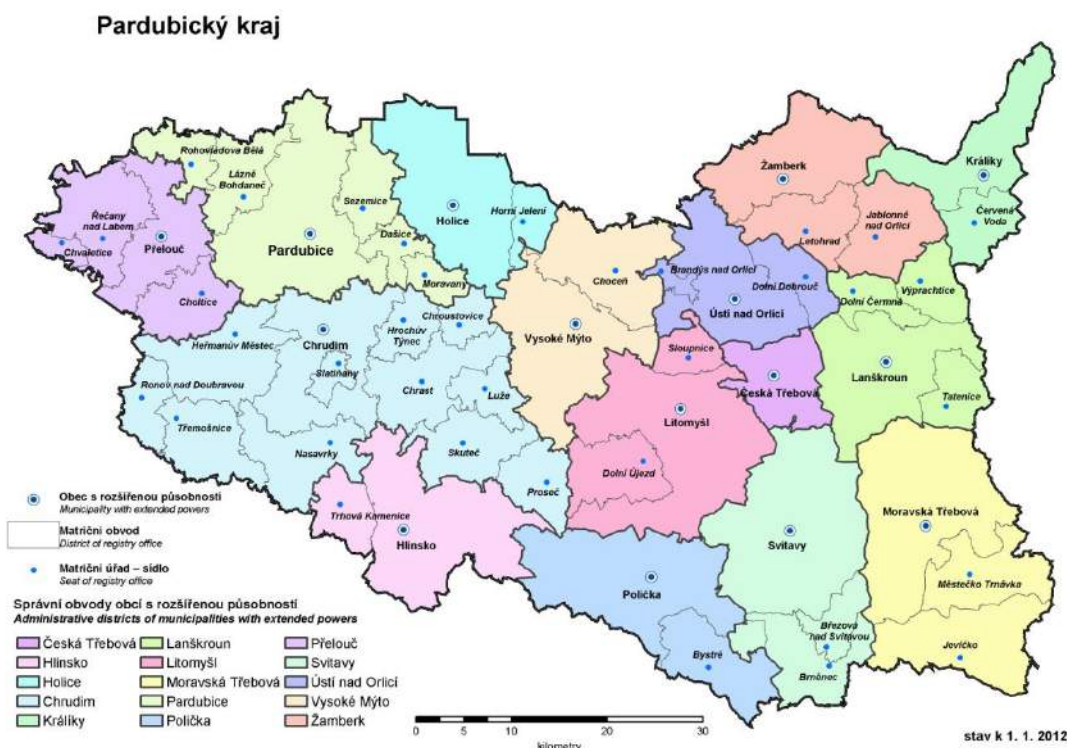 Pardubický kraj
Rohovládova Bělá
Lázně
Bohdaneč
Sezemice
Holice
Horní Jelení
Řečany
nad Labem
Chvaletice
Přelouč
Choltice
Pardubice
Dašice
Moravany
Žamberk
Letohrad
Jablonné
nad Orlicí
Králíky
Červená
Voda
Choceň
Vysoké Mýto
Brandýs nad Orlicí
Dolní Dobrouč
Ústí nad Orlicí
Dolní Čermná
Výprachtice
Heřmanův Městec
Chrudim
Slatiňany
Hrochův
Týnec
Chroustovice
Chrast
Luže
Ronov nad Doubravou
Třemošnice
Nasavrky
Skuteč
Proseč
Sloupnice
Česká Třebová
Litomyšl
Dolní Újezd
Lanškroun
Tatenice
Trhová Kamenice
Hlinsko
Svitavy
Moravská Třebová
Městečko Trnávka
Jevíčko
Polička
Bystré
Březová
nad Svitavou
Brněnec
Obec s rozšířenou působností
Municipality with extended powers
Matriční obvod
District of registry office
Matriční úřad – sídlo
Seat of registry office
Správní obvody obcí s rozšířenou působností
Administrative districts of municipalities with extended powers
Česká Třebová Lanškroun Přelouč
Hlinsko Litomyšl Svitavy
Holice Moravská Třebová Ústí nad Orlicí
Chrudim Pardubice Vysoké Mýto
Králíky Polička Žamberk
0 5 10 20 30
kilometry
stav k 1. 1. 2012